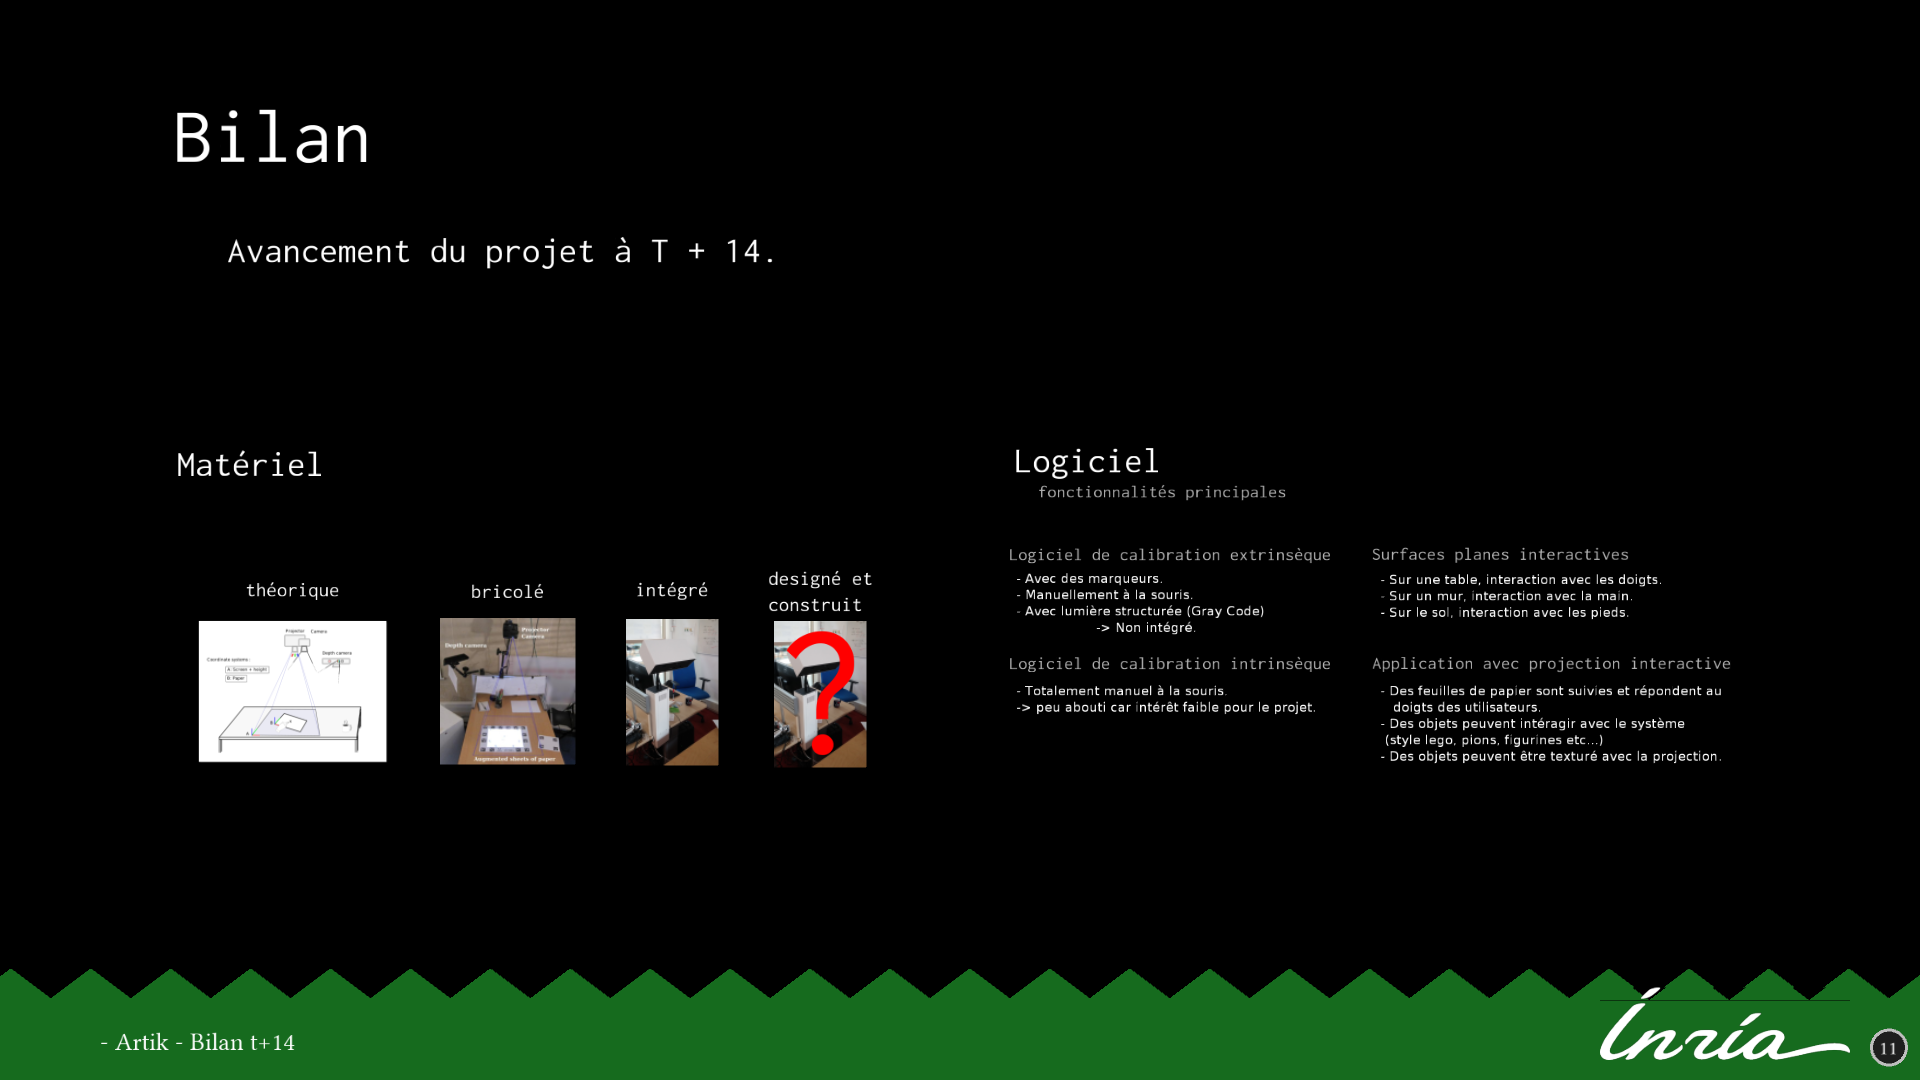 Bilan
Avancement du projet à T + 14.
Matériel
théorique
bricolé
intégré
designé et
construit
Projector
Camera
Depth camera
Coordinate systems :
A: Screen + height
B: Paper
A
Depth camera
Projector
Camera
Augmented sheets of paper
Logiciel
fonctionnalités principales
Logiciel de calibration extrinsèque
- Avec des marqueurs.
- Manuellement à la souris.
- Avec lumière structurée (Gray Code)
-> Non intégré.
Logiciel de calibration intrinsèque
- Totalement manuel à la souris.
-> peu abouti car intérêt faible pour le projet.
Surfaces planes interactives
- Sur une table, interaction avec les doigts.
- Sur un mur, interaction avec la main.
- Sur le sol, interaction avec les pieds.
Application avec projection interactive
- Des feuilles de papier sont suivies et répondent au
doigts des utilisateurs.
- Des objets peuvent intéragir avec le système
(style lego, pions, figurines etc...)
- Des objets peuvent être texturé avec la projection.
?
- Artik - Bilan t+14
Inría
11